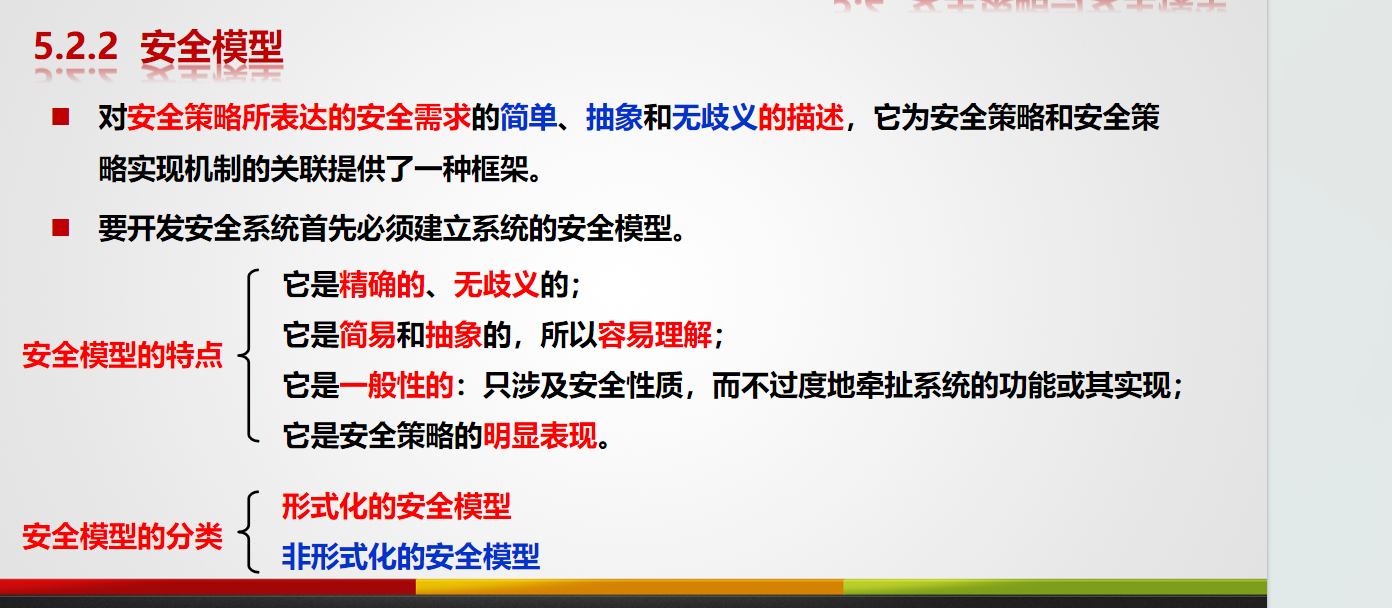 5.2.2 安全模型
对安全策略所表达的安全需求的简单、抽象和无歧义的描述，它为安全策略和安全策
略实现机制的关联提供了一种框架。
要开发安全系统首先必须建立系统的安全模型。
安全模型的特点
它是精确的、无歧义的；
它是简易和抽象的，所以容易理解；
它是一般性的：只涉及安全性质，而不过度地牵扯系统的功能或其实现；
它是安全策略的明显表现。
安全模型的分类
形式化的安全模型
非形式化的安全模型